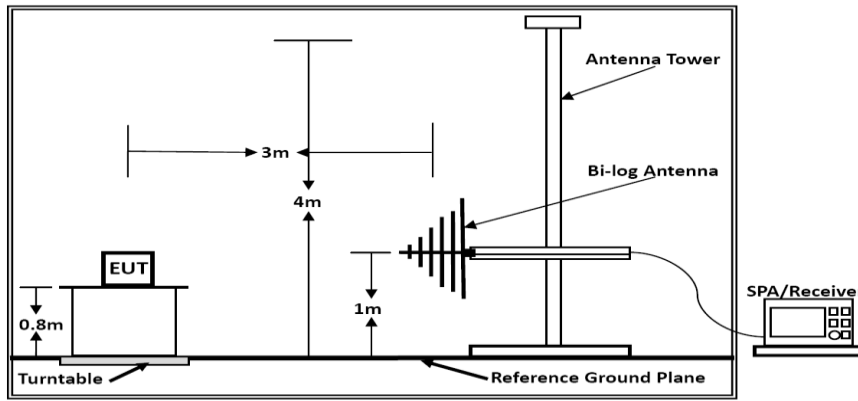 Antenna Tower
3m
Bi-log Antenna
4m
EUT
1m
0.8m
SPA/Receiver
Turntable
Reference Ground Plane